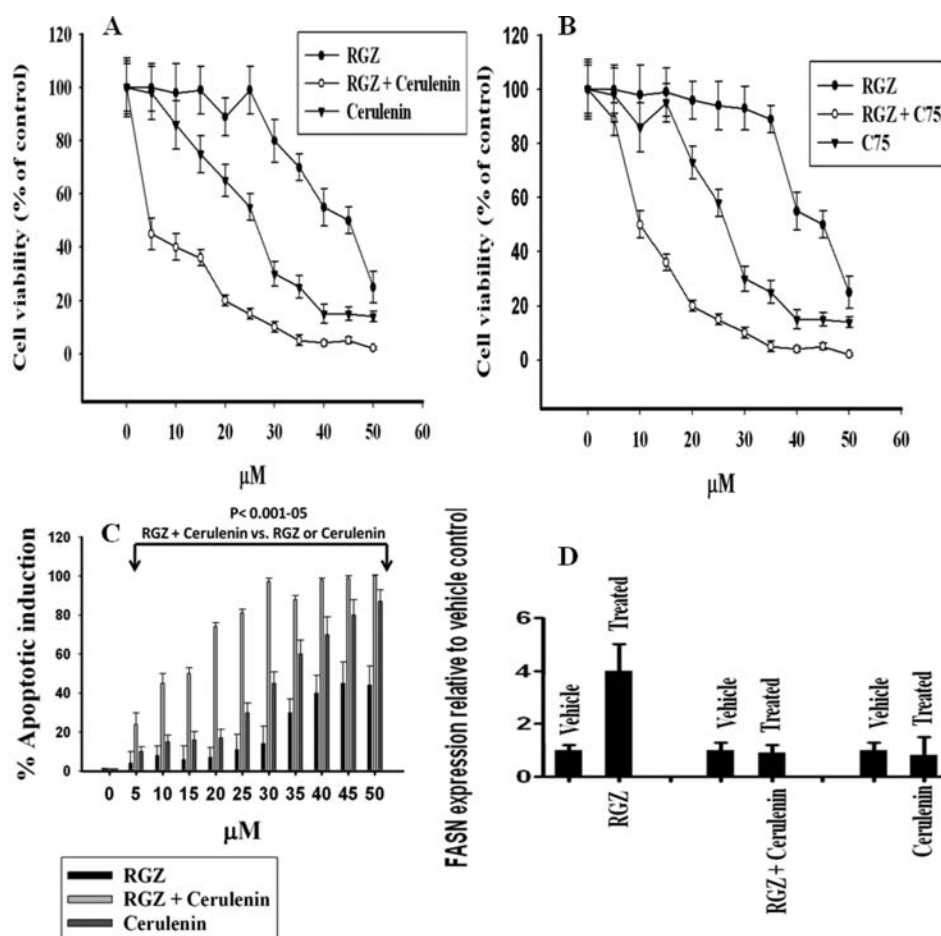 A
RGZ
RGZ + Cerulenin
Cerulenin
Cell viability (% of control)
120
100
80
60
40
20
0
0 10 20 30 40 50 60
μM
B
RGZ
RGZ + C75
C75
Cell viability (% of control)
120
100
80
60
40
20
0
0 10 20 30 40 50 60
μM
C
P< 0.001-05
RGZ + Cerulenin vs. RGZ or Cerulenin
% Apoptotic induction
120
100
80
60
40
20
0
0 5 10 15 20 25 30 35 40 45 50
μM
RGZ
RGZ + Cerulenin
Cerulenin
D
FASN expression relative to vehicle control
6
4
2
0
Vehicle
Treated
Vehicle
Treated
Vehicle
Treated
RGZ
RGZ + Cerulenin
Cerulenin